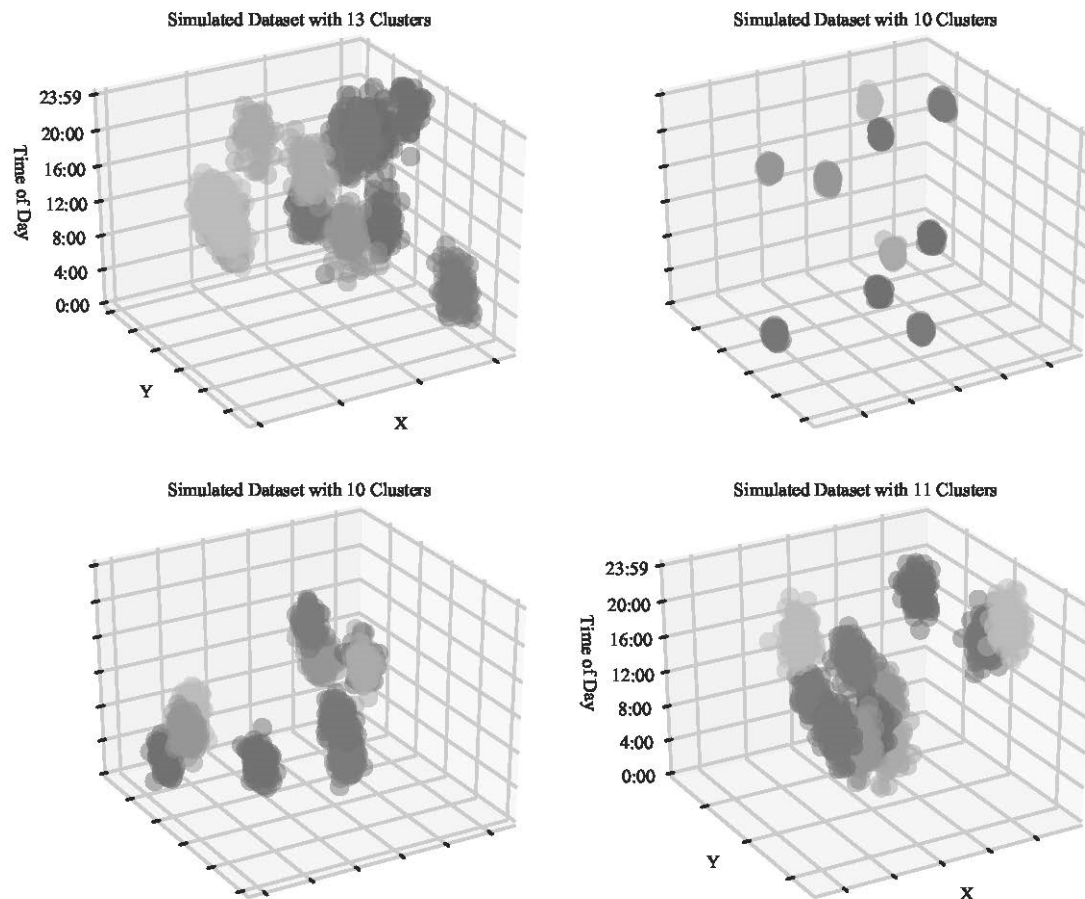 Simulated Dataset with 13 Clusters
23:59
20:00
16:00
12:00
8:00
4:00
0:00
Time of Day
Y
X
Simulated Dataset with 10 Clusters
Simulated Dataset with 10 Clusters
Simulated Dataset with 11 Clusters
23:59
20:00
16:00
12:00
8:00
4:00
0:00
Time of Day
Y
X